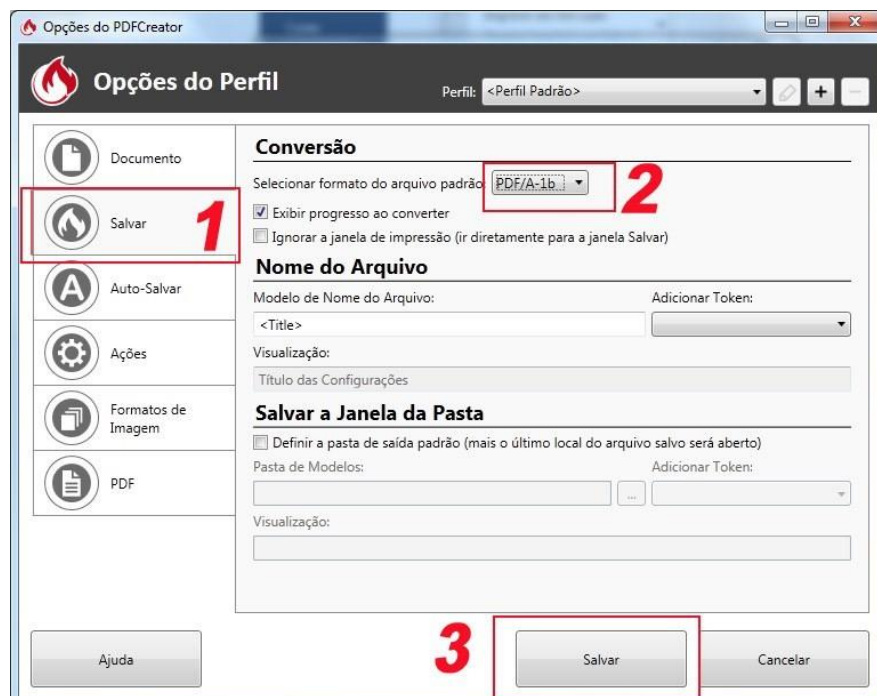 Opções do PDFCreator
Opções do Perfil
Perfil: <Perfil Padrão>
Documento
Salvar
1
Auto-Salvar
Ações
Formatos de
Imagem
PDF
Conversão
Selecionar formato do arquivo padrão PDF/A-1b
2
Exibir progresso ao converter
Ignorar a janela de impressão (ir diretamente para a janela Salvar)
Nome do Arquivo
Modelo de Nome do Arquivo: Adicionar Token:
<Title>
Visualização:
Título das Configurações
Salvar a Janela da Pasta
Definir a pasta de saída padrão (mais o último local do arquivo salvo será aberto)
Pasta de Modelos: Adicionar Token:
...
Visualização:
Ajuda
3
Salvar
Cancelar